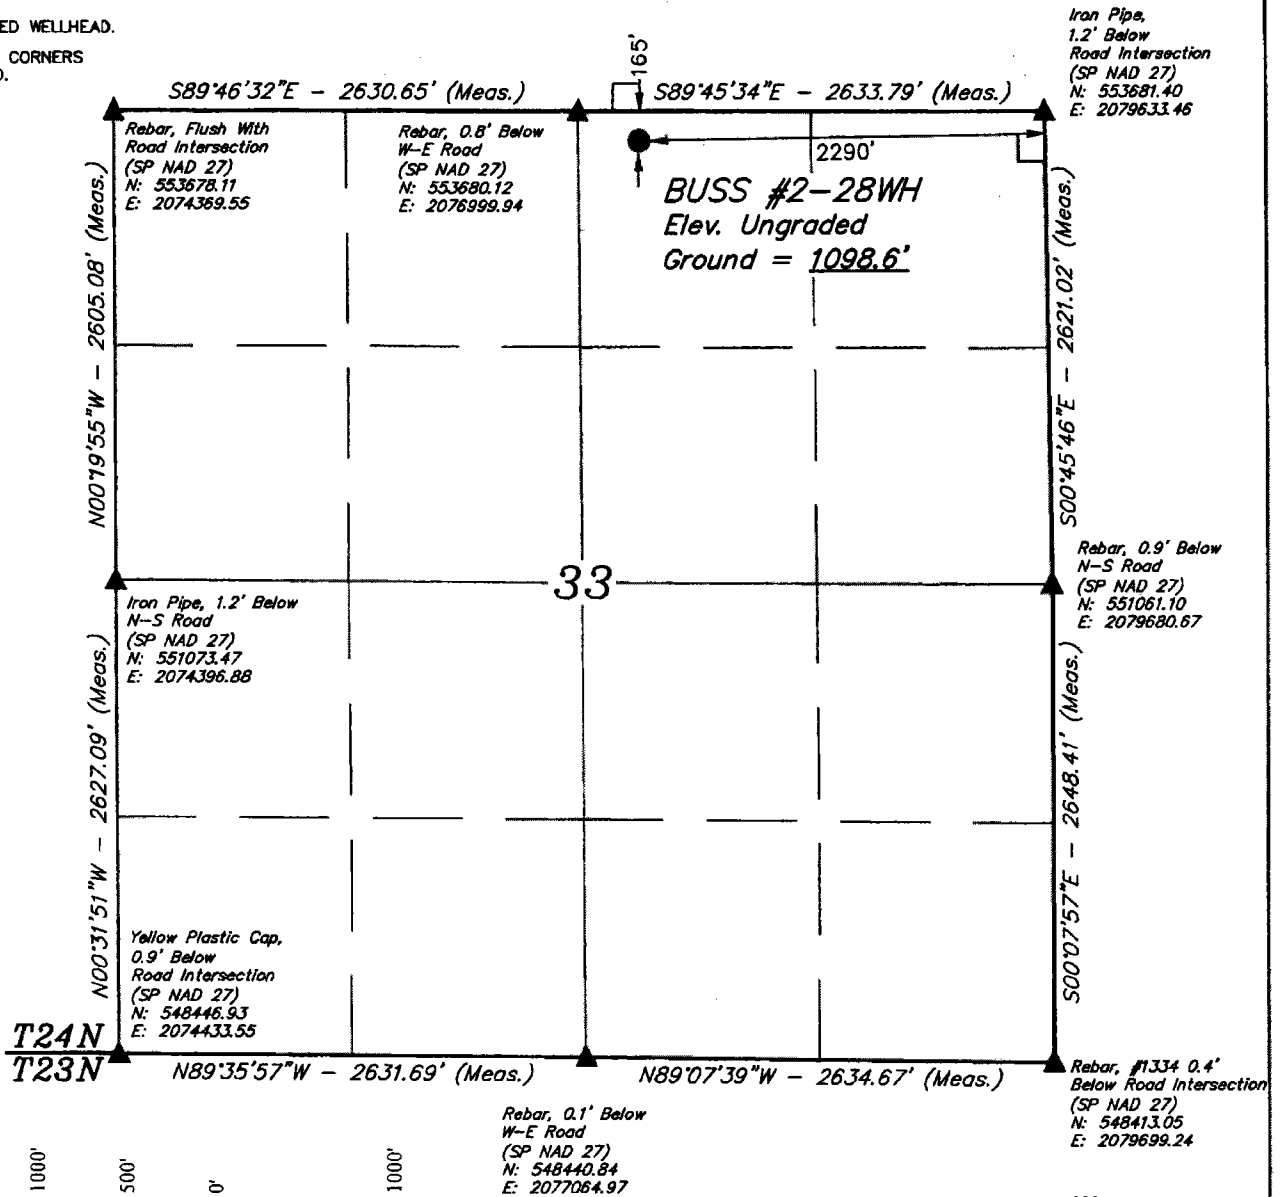 ED WELLHEAD.
CORNERS
D.
Iron Pipe,
1.2' Below
Road Intersection
(SP NAD 27)
N: 553681.40
E: 2079633.46
165'
S89°46'32"E - 2630.65' (Meas.)
S89°45'34"E - 2633.79' (Meas.)
Rebar, Flush With
Road Intersection
(SP NAD 27)
N: 553678.11
E: 2074369.55
Rebar, 0.8' Below
W-E Road
(SP NAD 27)
N: 553680.12
E: 2076999.94
2290'
BUSS #2-28WH
Elev. Ungraded
Ground = 1098.6'
N00°19'55"W - 2605.08' (Meas.)
S00°45'46"E - 2621.02' (Meas.)
33
Rebar, 0.9' Below
N-S Road
(SP NAD 27)
N: 551061.10
E: 2079680.67
Iron Pipe, 1.2' Below
N-S Road
(SP NAD 27)
N: 551073.47
E: 2074396.88
N00°31'51"W - 2627.09' (Meas.)
S00°07'57"E - 2648.41' (Meas.)
Yellow Plastic Cap,
0.9' Below
Road Intersection
(SP NAD 27)
N: 548446.93
E: 2074433.55
T24N
T23N
N89°35'57"W - 2631.69' (Meas.)
N89°07'39"W - 2634.67' (Meas.)
Rebar, #1334 0.4'
Below Road Intersection
(SP NAD 27)
N: 548413.05
E: 2079699.24
Rebar, 0.1' Below
W-E Road
(SP NAD 27)
N: 548440.84
E: 2077064.97
1000'
500'
0'
1000'